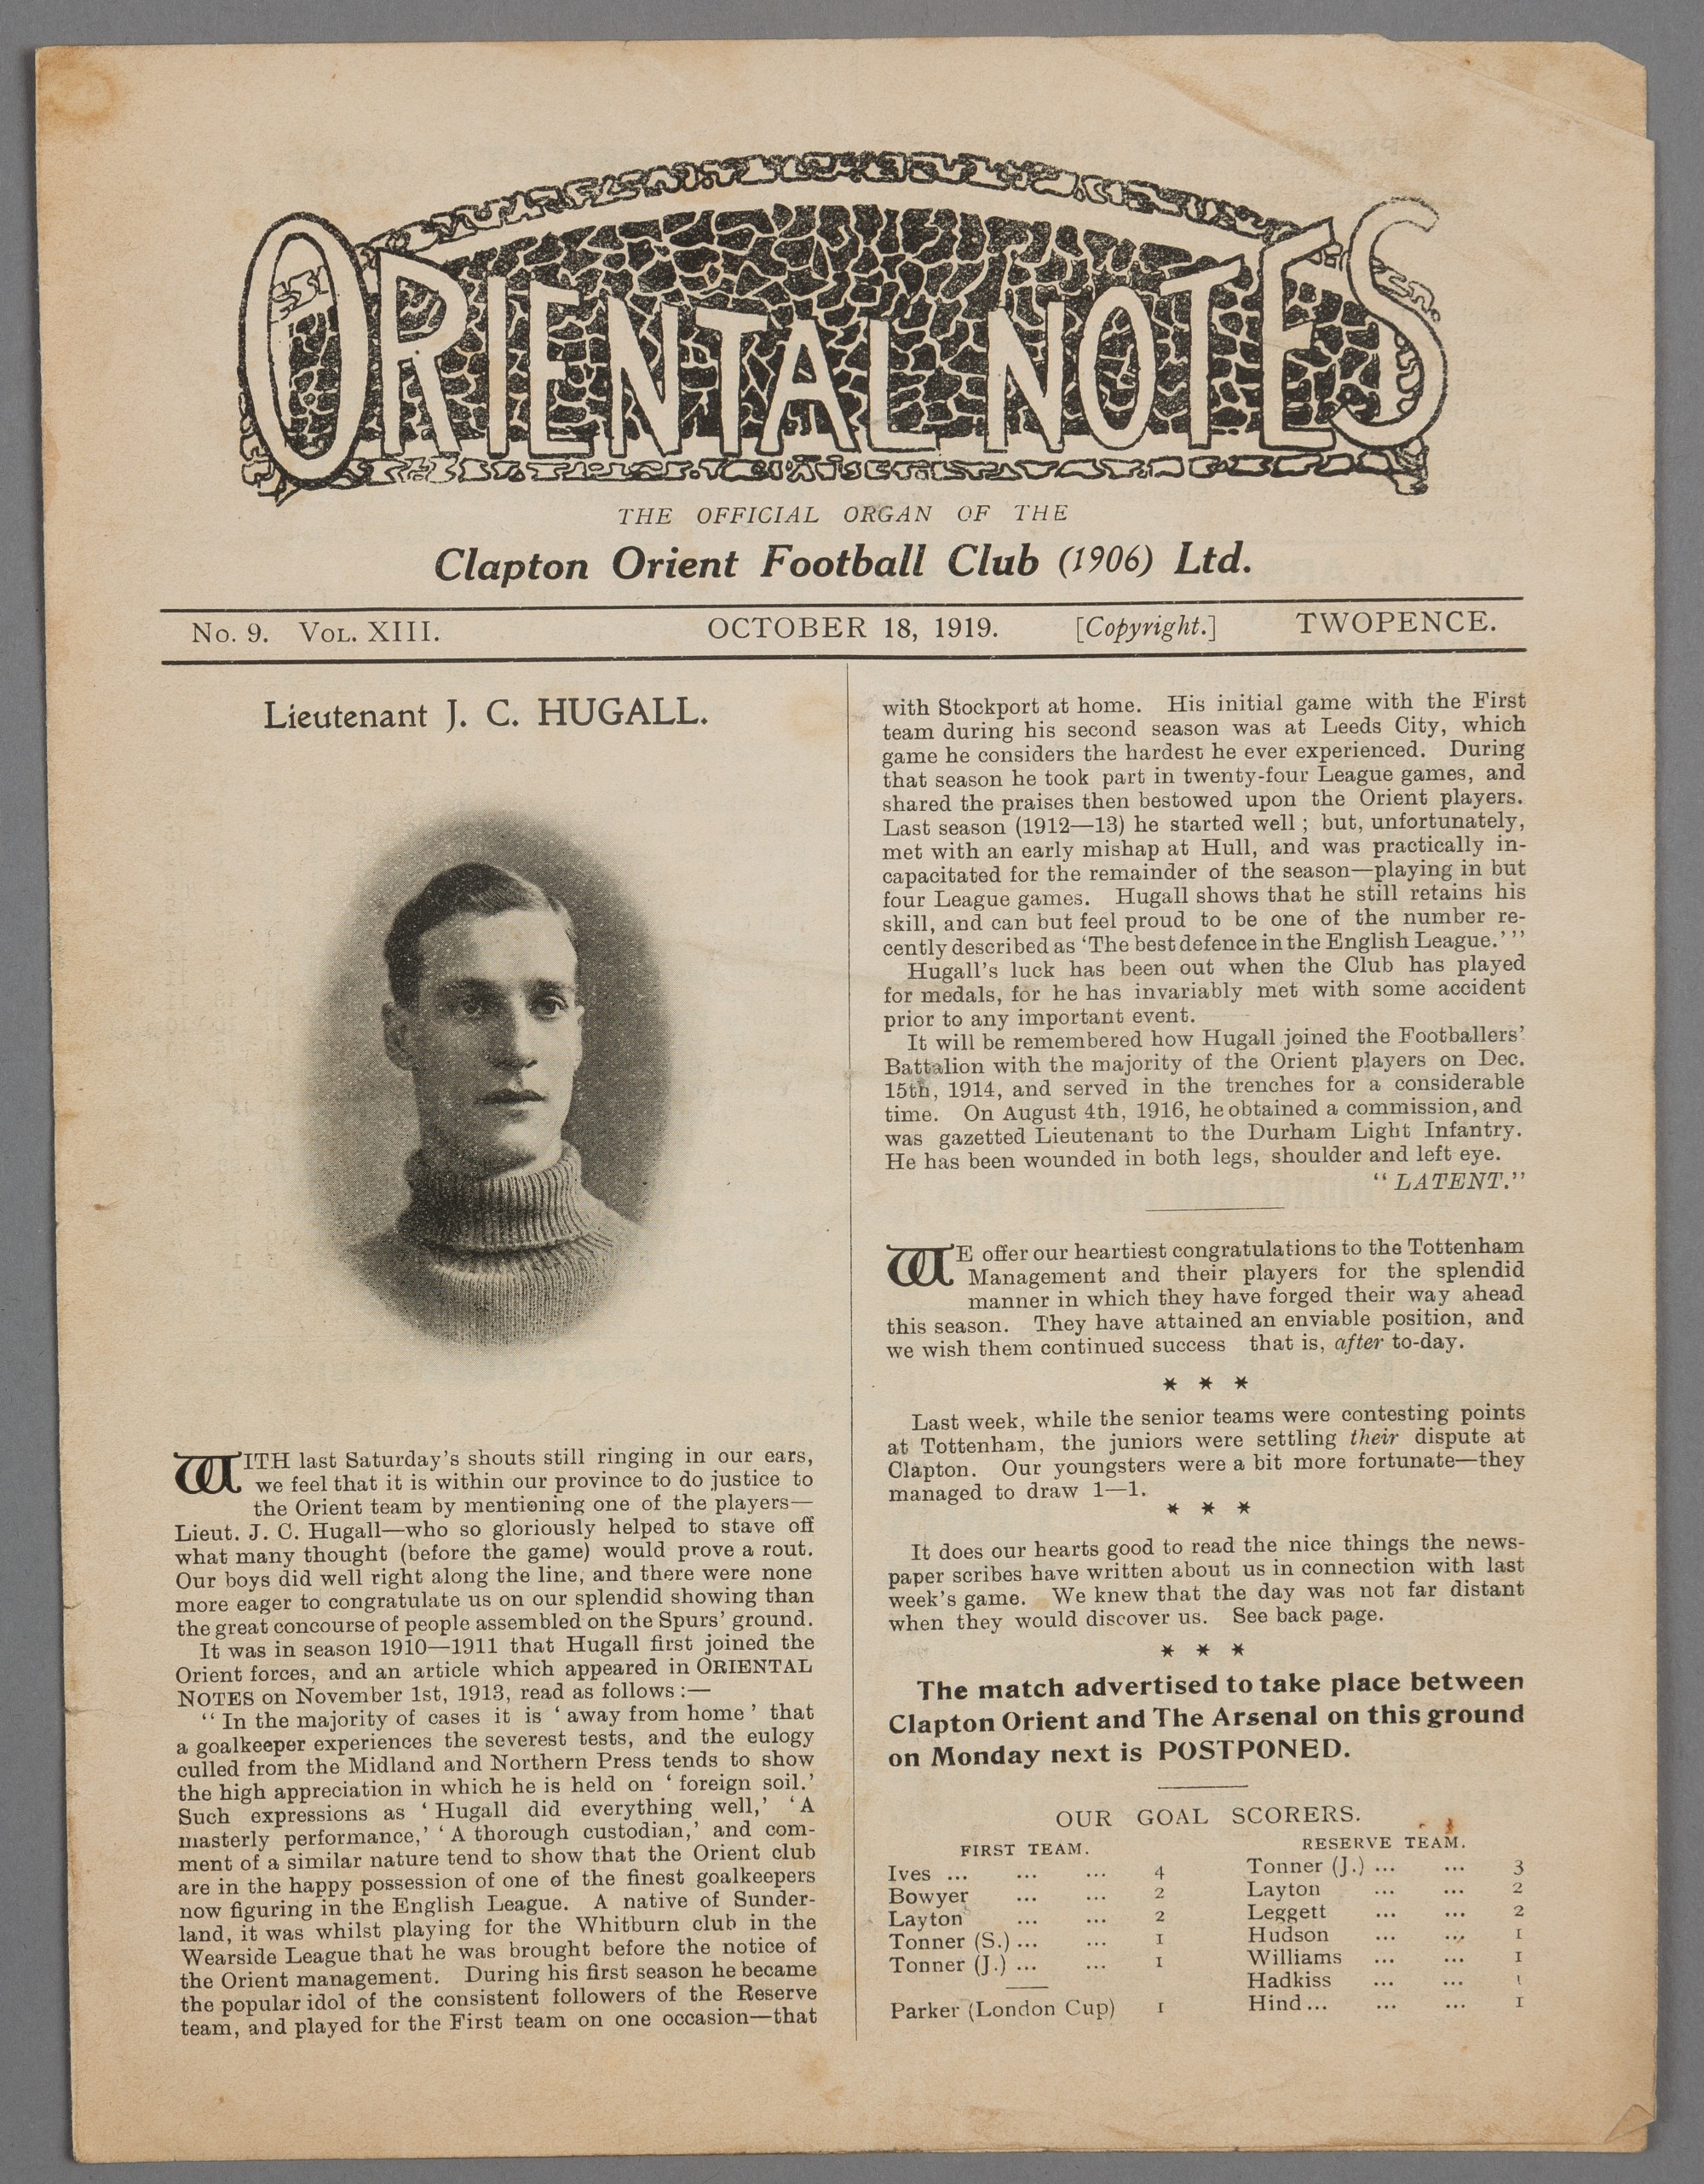 ORIENTAL NOTES
THE OFFICIAL ORGAN OF THE
Clapton Orient Football Club (1906) Ltd.
No. 9. VOL. XIII. OCTOBER 18, 1919. [Copyright.] TWOPENCE.
Lieutenant J. C. HUGALL.
WITH last Saturday's shouts still ringing in our ears,
we feel that it is within our province to do justice to
the Orient team by mentioning one of the players—
Lieut. J. C. Hugall—who so gloriously helped to stave off
what many thought (before the game) would prove a rout.
Our boys did well right along the line, and there were none
more eager to congratulate us on our splendid showing than
the great concourse of people assembled on the Spurs' ground.
It was in season 1910—1911 that Hugall first joined the
Orient forces, and an article which appeared in ORIENTAL
NOTES on November 1st, 1913, read as follows :—
"In the majority of cases it is 'away from home' that
a goalkeeper experiences the severest tests, and the eulogy
culled from the Midland and Northern Press tends to show
the high appreciation in which he is held on 'foreign soil.'
Such expressions as 'Hugall did everything well,' 'A
masterly performance,' 'A thorough custodian,' and com-
ment of a similar nature tend to show that the Orient club
are in the happy possession of one of the finest goalkeepers
now figuring in the English League. A native of Sunder-
land, it was whilst playing for the Whitburn club in the
Wearside League that he was brought before the notice of
the Orient management. During his first season he became
the popular idol of the consistent followers of the Reserve
team, and played for the First team on one occasion—that
with Stockport at home. His initial game with the First
team during his second season was at Leeds City, which
game he considers the hardest he ever experienced. During
that season he took part in twenty-four League games, and
shared the praises then bestowed upon the Orient players.
Last season (1912—13) he started well ; but, unfortunately,
met with an early mishap at Hull, and was practically in-
capacitated for the remainder of the season—playing in but
four League games. Hugall shows that he still retains his
skill, and can but feel proud to be one of the number re-
cently described as 'The best defence in the English League.'"
Hugall's luck has been out when the Club has played
for medals, for he has invariably met with some accident
prior to any important event.
It will be remembered how Hugall joined the Footballers'
Battalion with the majority of the Orient players on Dec.
15th, 1914, and served in the trenches for a considerable
time. On August 4th, 1916, he obtained a commission, and
was gazetted Lieutenant to the Durham Light Infantry.
He has been wounded in both legs, shoulder and left eye.
"LATENT."
WE offer our heartiest congratulations to the Tottenham
Management and their players for the splendid
manner in which they have forged their way ahead
this season. They have attained an enviable position, and
we wish them continued success that is, after to-day.
* * *
Last week, while the senior teams were contesting points
at Tottenham, the juniors were settling their dispute at
Clapton. Our youngsters were a bit more fortunate—they
managed to draw 1—1.
* * *
It does our hearts good to read the nice things the news-
paper scribes have written about us in connection with last
week's game. We knew that the day was not far distant
when they would discover us. See back page.
* * *
The match advertised to take place between
Clapton Orient and The Arsenal on this ground
on Monday next is POSTPONED.
OUR GOAL SCORERS.
FIRST TEAM.
Ives ... ... ... 4
Bowyer ... ... 2
Layton ... ... 2
Tonner (S.) ... ... 1
Tonner (J.) ... ... 1
Parker (London Cup) 1
RESERVE TEAM.
Tonner (J.) ... ... 3
Layton ... ... 2
Leggett ... ... 2
Hudson ... ... 1
Williams ... ... 1
Hadkiss ... ... 1
Hind ... ... ... 1